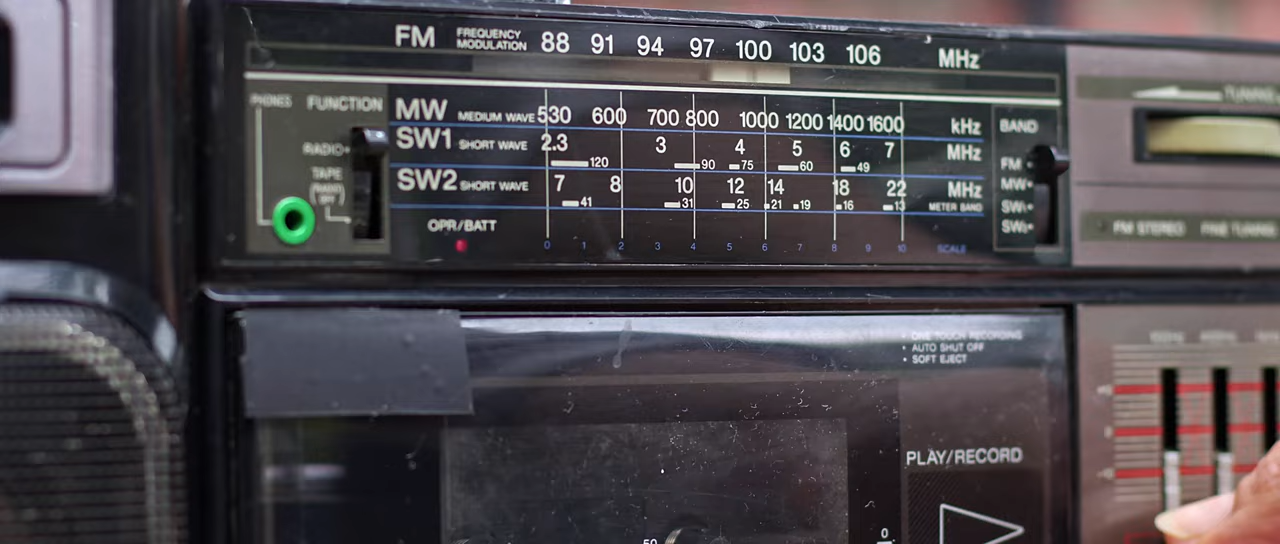 FM FREQUENCY MODULATION 88 91 94 97 100 103 106 MHz
PHONES FUNCTION
MW MEDIUM WAVE 530 600 700 800 1000 1200 1400 1600 kHz
BAND
SW1 SHORT WAVE 2.3 3 4 5 6 7 MHz
RADIO
120 90 75 60 49
FM
TAPE
SW2 SHORT WAVE 7 8 10 12 14 18 22 MHz
MW
(RADIO OFF)
41 31 25 21 19 16 13 METER BAND
SW1
SW2
OPR/BATT
0 1 2 3 4 5 6 7 8 9 10 SCALE
TUNING
FM STEREO FINE TUNING
• ONE TOUCH RECORDING
• AUTO SHUT OFF
• SOFT EJECT
PLAY/RECORD
50
0